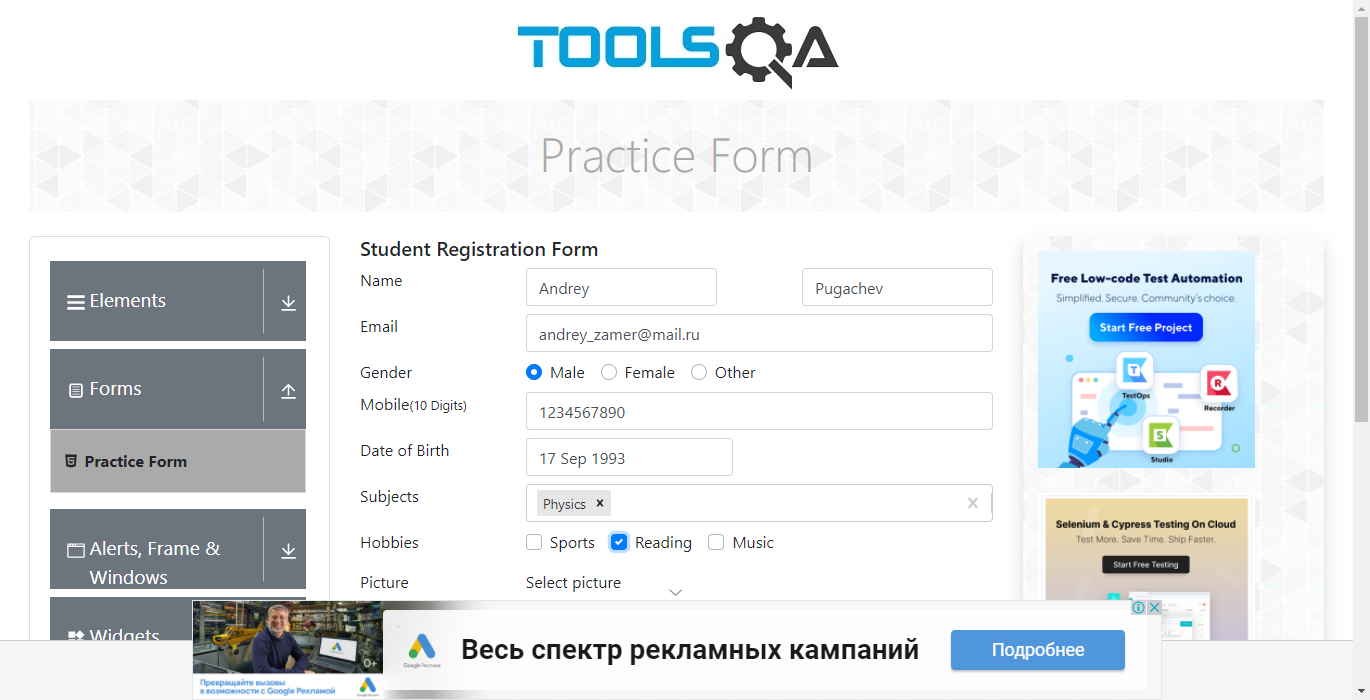 TOOLSQA
Practice Form
Elements
Forms
Practice Form
Alerts, Frame &
Windows
Widgets
Student Registration Form
Name
Andrey
Pugachev
Email
andrey_zamer@mail.ru
Gender
Male
Female
Other
Mobile(10 Digits)
1234567890
Date of Birth
17 Sep 1993
Subjects
Physics
Hobbies
Sports
Reading
Music
Picture
Select picture
Free Low-code Test Automation
Simplified. Secure. Community's choice.
Start Free Project
T
TestOps
R
Recorder
S
Studio
Selenium & Cypress Testing On Cloud
Test More. Save Time. Ship Faster.
Start Free Testing
0+
Превращайте вызовы
в возможности с Google Рекламой
Google Реклама
Весь спектр рекламных кампаний
Подробнее